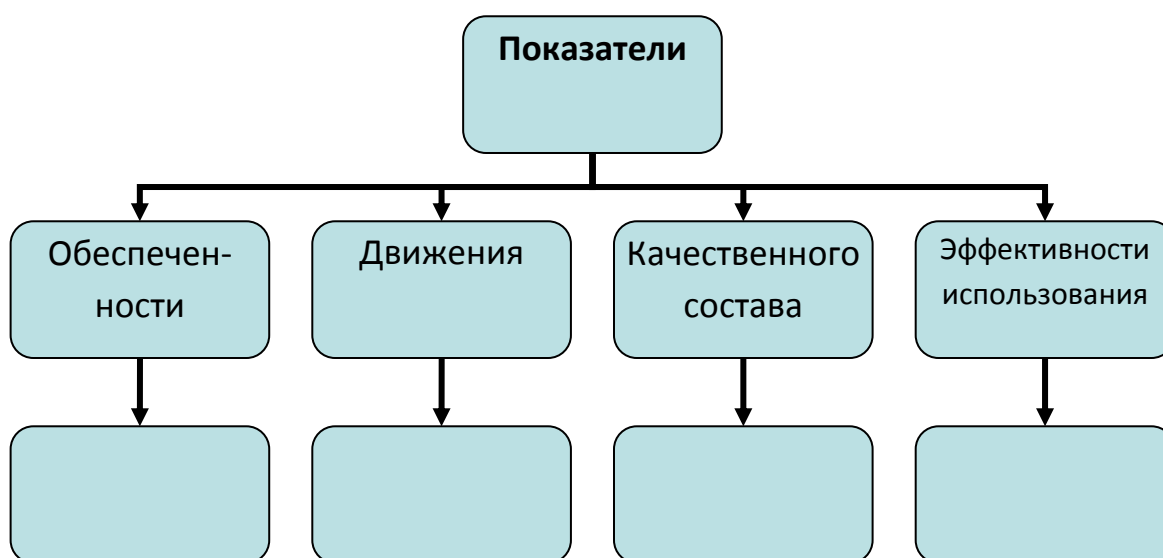 Показатели
Обеспечен-
ности
Движения
Качественного
состава
Эффективности
использования